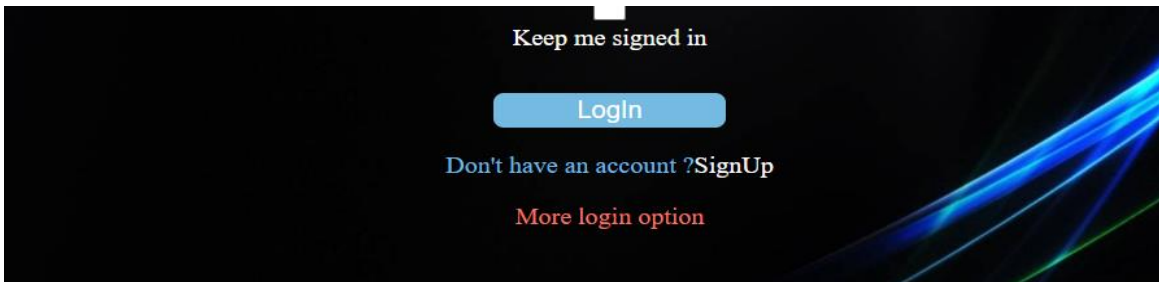 Keep me signed in
LogIn
Don't have an account ?SignUp
More login option